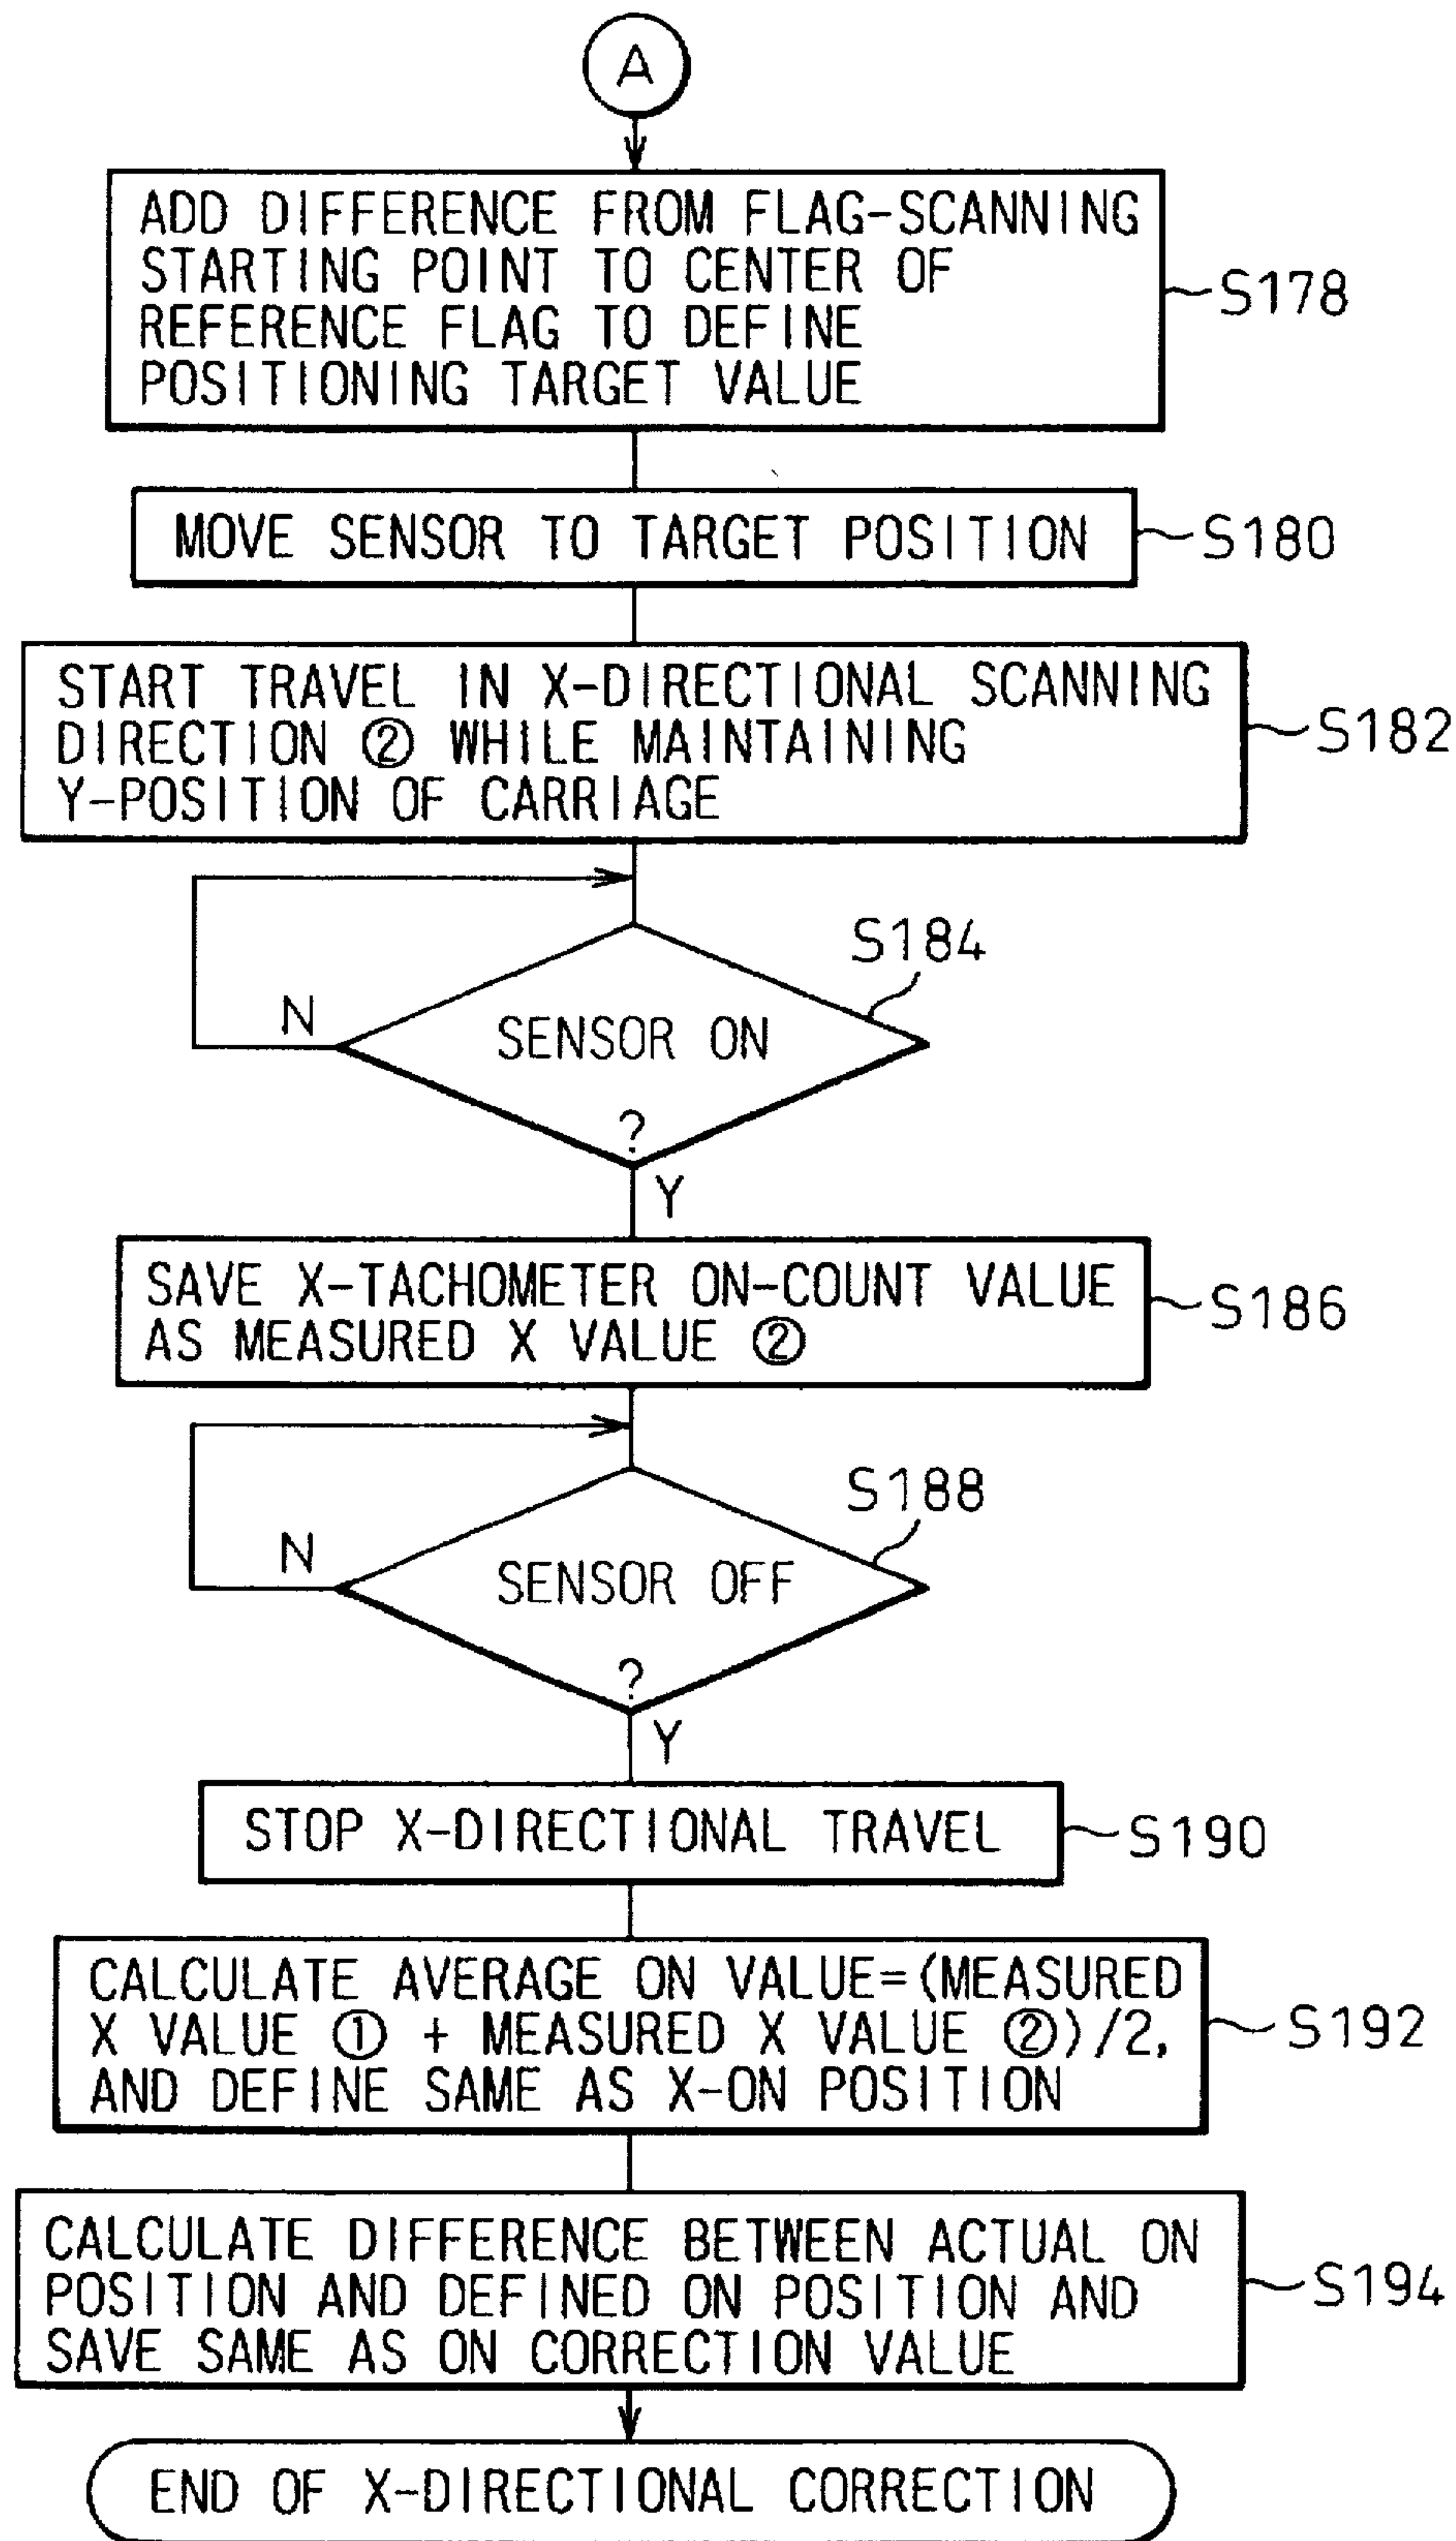 A
ADD DIFFERENCE FROM FLAG-SCANNING
STARTING POINT TO CENTER OF
REFERENCE FLAG TO DEFINE
POSITIONING TARGET VALUE
S178
MOVE SENSOR TO TARGET POSITION
S180
START TRAVEL IN X-DIRECTIONAL SCANNING
DIRECTION ② WHILE MAINTAINING
Y-POSITION OF CARRIAGE
S182
S184
N
SENSOR ON
?
Y
SAVE X-TACHOMETER ON-COUNT VALUE
AS MEASURED X VALUE ②
S186
S188
N
SENSOR OFF
?
Y
STOP X-DIRECTIONAL TRAVEL
S190
CALCULATE AVERAGE ON VALUE=(MEASURED
X VALUE ① + MEASURED X VALUE ②)/2,
AND DEFINE SAME AS X-ON POSITION
S192
CALCULATE DIFFERENCE BETWEEN ACTUAL ON
POSITION AND DEFINED ON POSITION AND
SAVE SAME AS ON CORRECTION VALUE
S194
END OF X-DIRECTIONAL CORRECTION